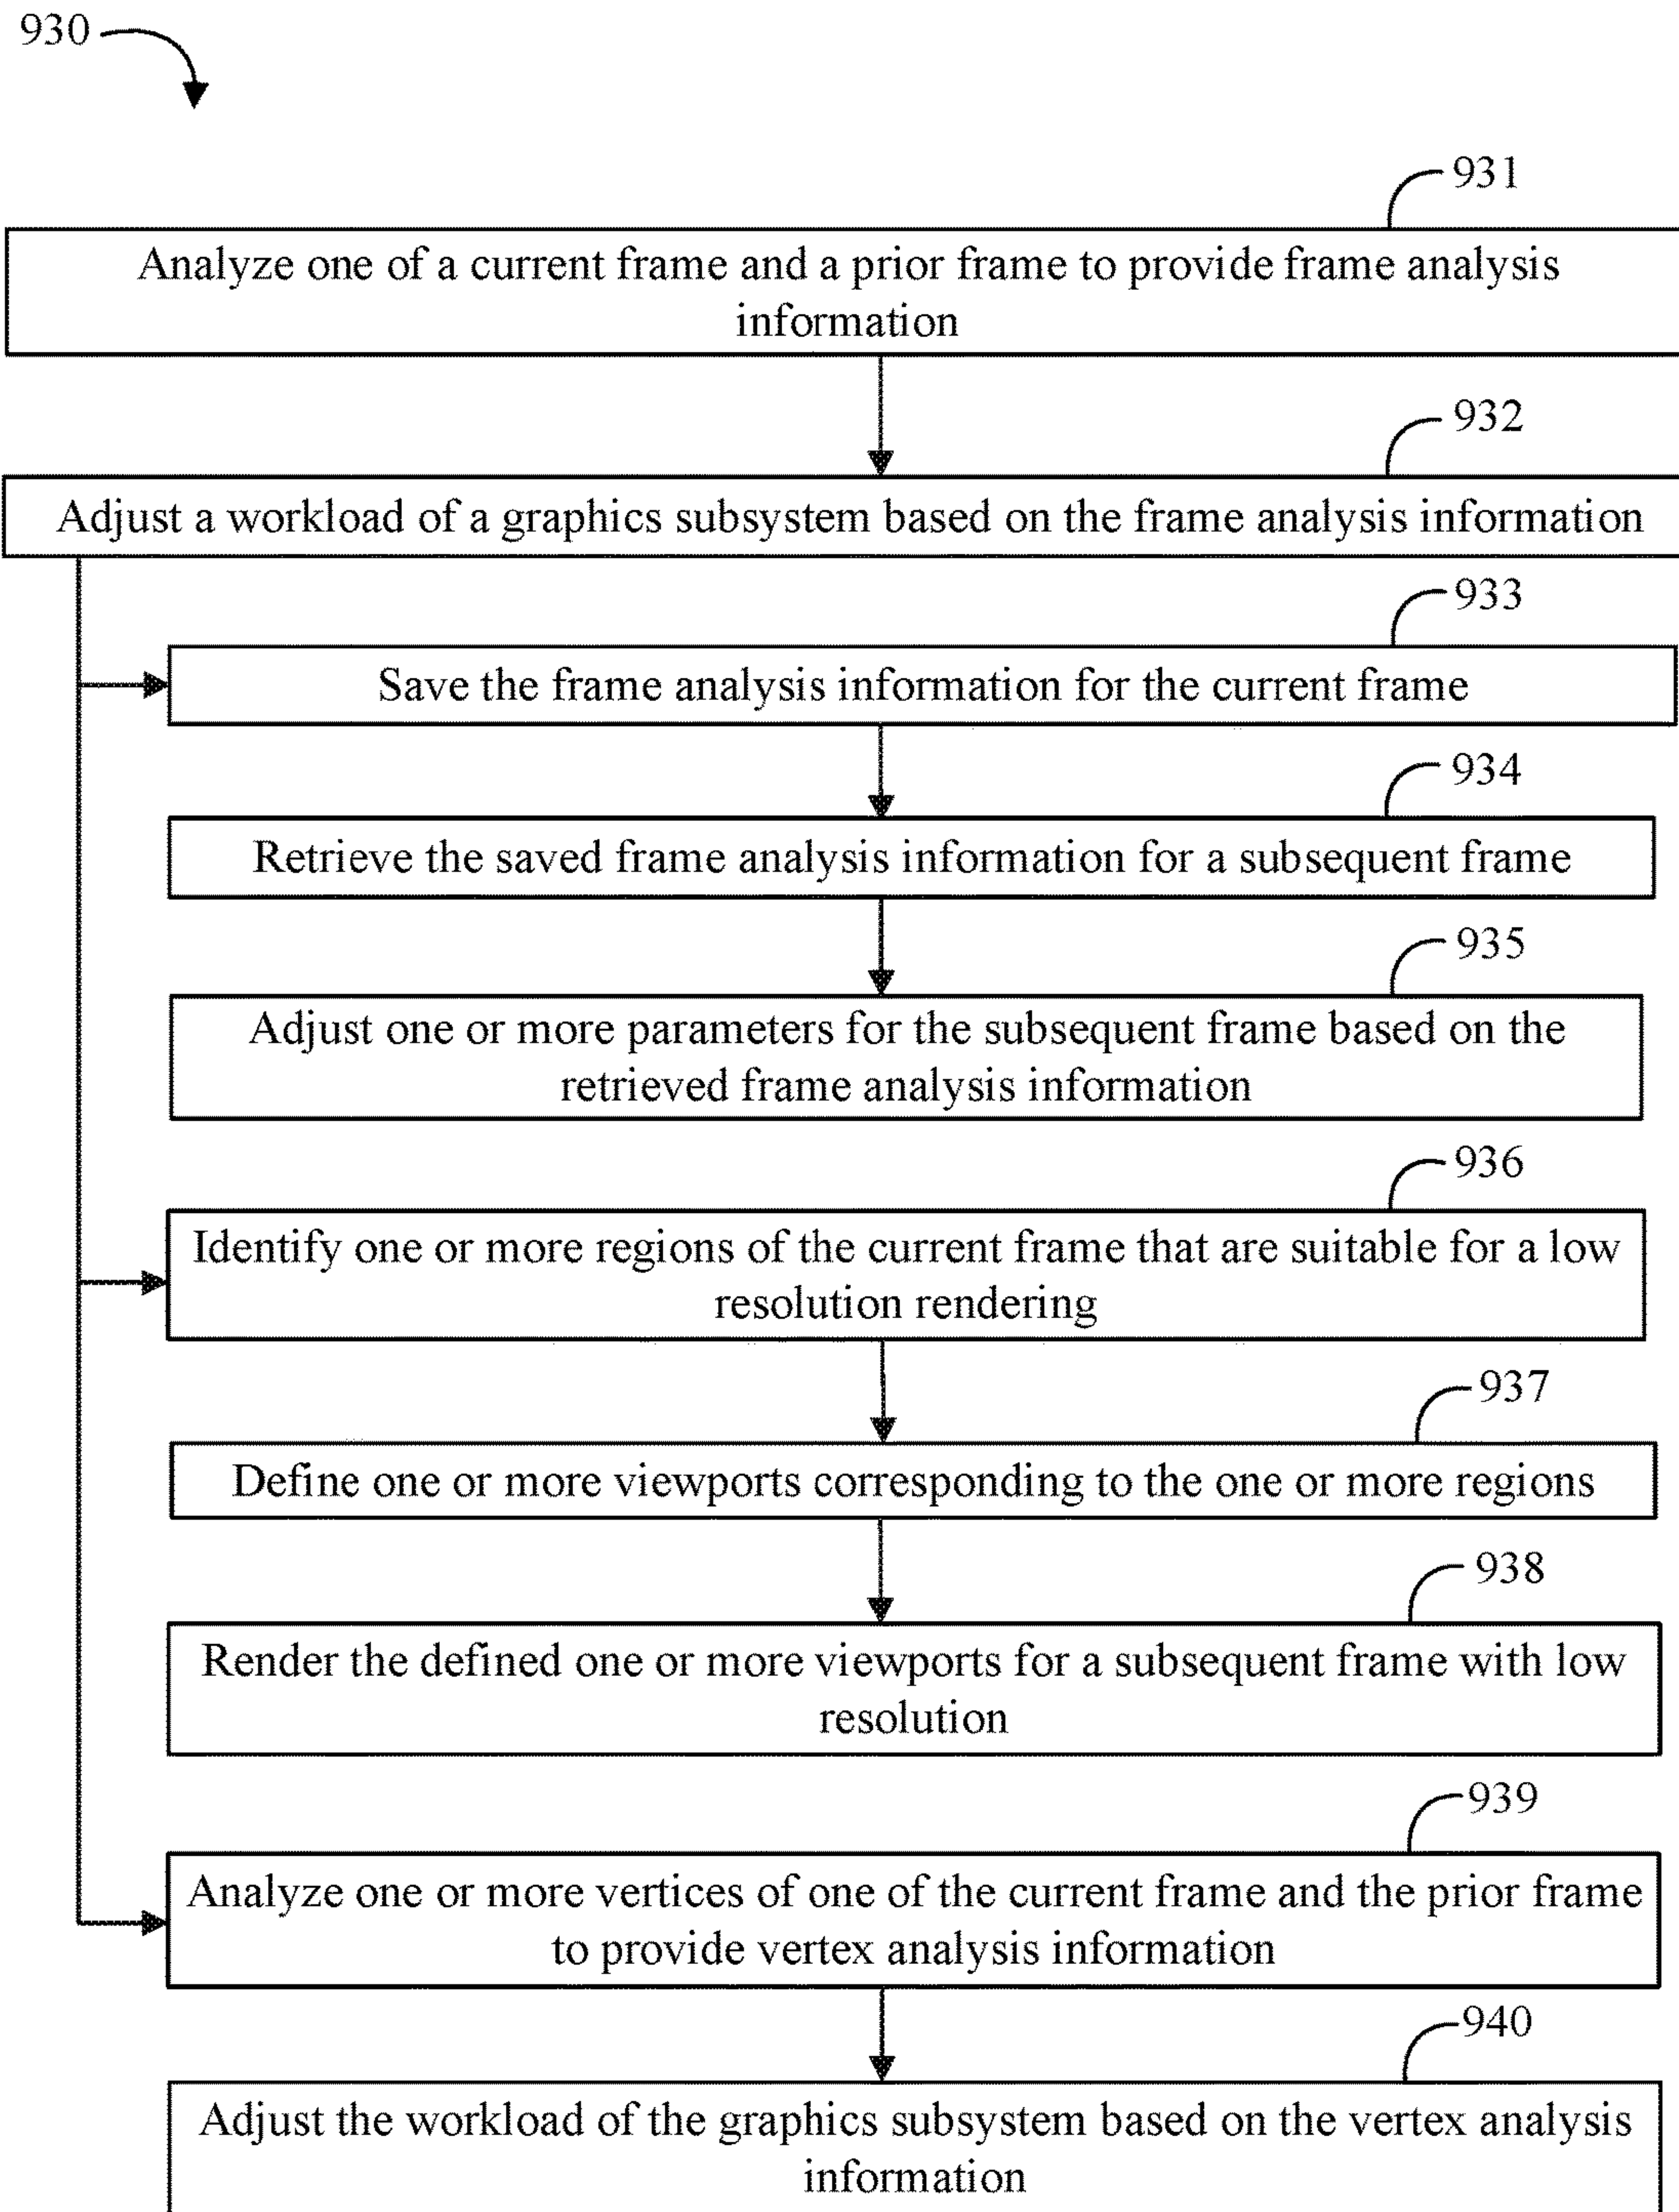 930
931
Analyze one of a current frame and a prior frame to provide frame analysis
information
932
Adjust a workload of a graphics subsystem based on the frame analysis information
933
Save the frame analysis information for the current frame
934
Retrieve the saved frame analysis information for a subsequent frame
935
Adjust one or more parameters for the subsequent frame based on the
retrieved frame analysis information
936
Identify one or more regions of the current frame that are suitable for a low
resolution rendering
937
Define one or more viewports corresponding to the one or more regions
938
Render the defined one or more viewports for a subsequent frame with low
resolution
939
Analyze one or more vertices of one of the current frame and the prior frame
to provide vertex analysis information
940
Adjust the workload of the graphics subsystem based on the vertex analysis
information